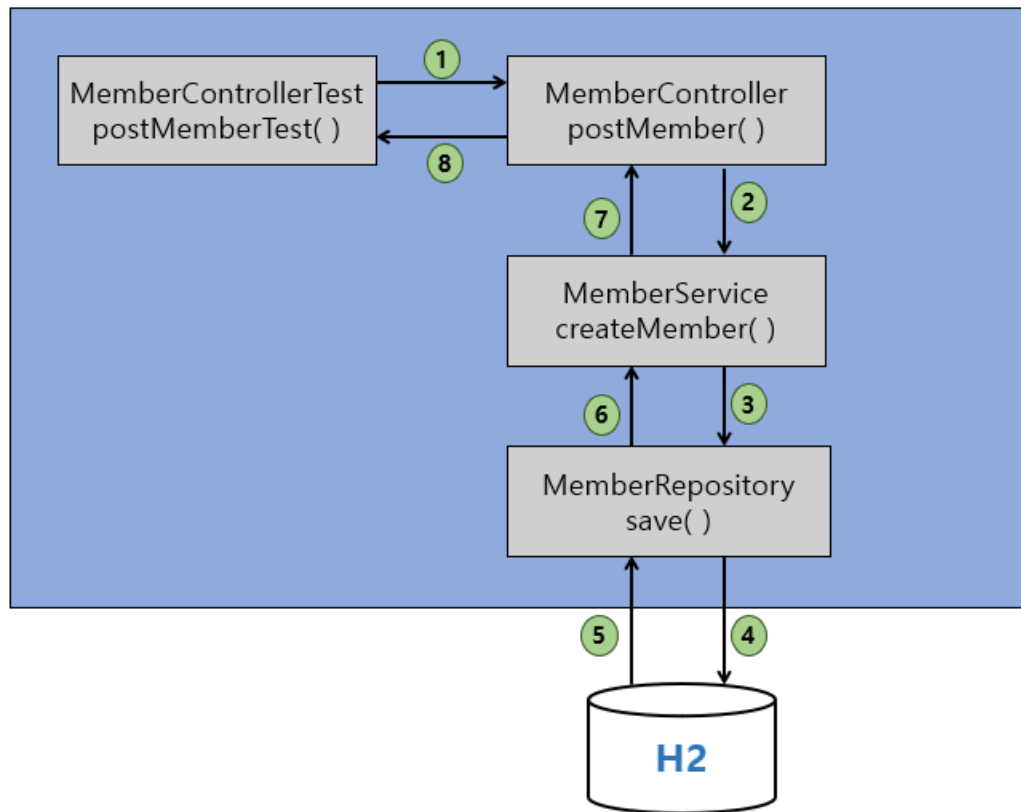 MemberControllerTest
postMemberTest( )
1
8
MemberController
postMember( )
7
2
MemberService
createMember( )
6
3
MemberRepository
save( )
5
4
H2